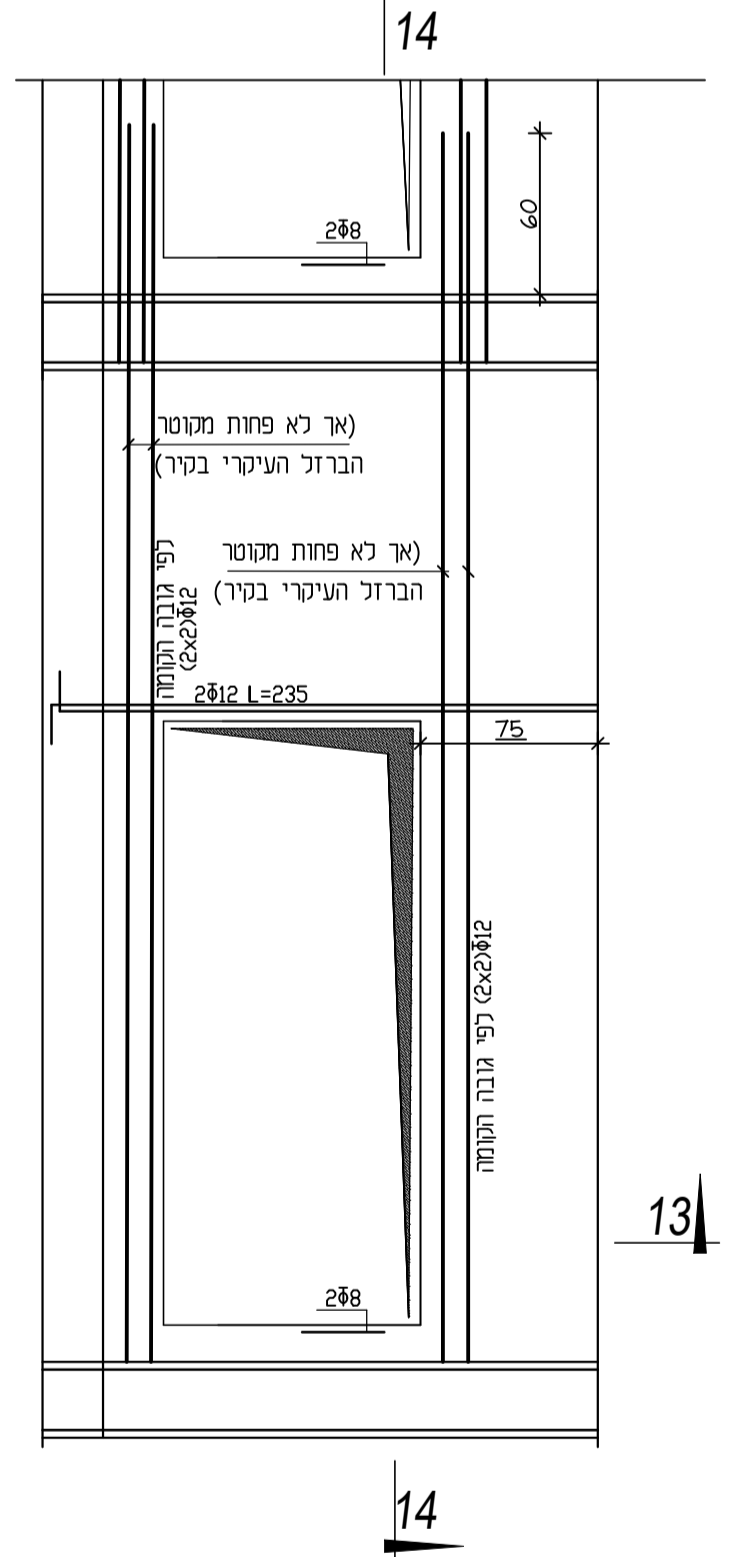 14
2Φ8
60
(אך לא פחות מקוטר
הברזל העיקרי בקיר)
(אך לא פחות מקוטר
הברזל העיקרי בקיר)
לפי גובה הקומה
(2x2)Φ12
2Φ12 L=235
75
לפי גובה הקומה (2x2)Φ12
13
2Φ8
14